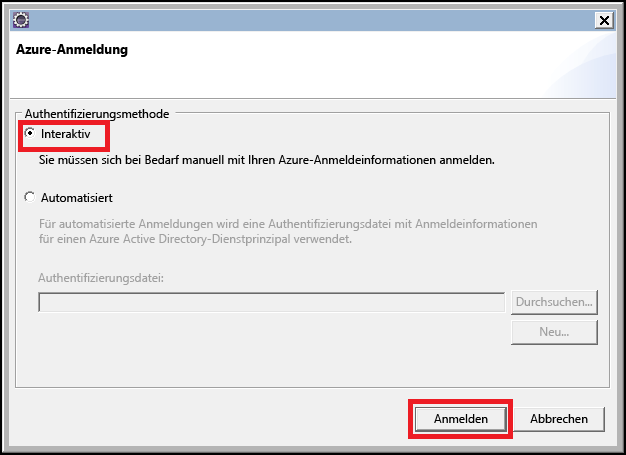 Azure-Anmeldung
Authentifizierungsmethode
Interaktiv
Sie müssen sich bei Bedarf manuell mit Ihren Azure-Anmeldeinformationen anmelden.
Automatisiert
Für automatisierte Anmeldungen wird eine Authentifizierungsdatei mit Anmeldeinformationen
für einen Azure Active Directory-Dienstprinzipal verwendet.
Authentifizierungsdatei:
Durchsuchen...
Neu...
Anmelden
Abbrechen